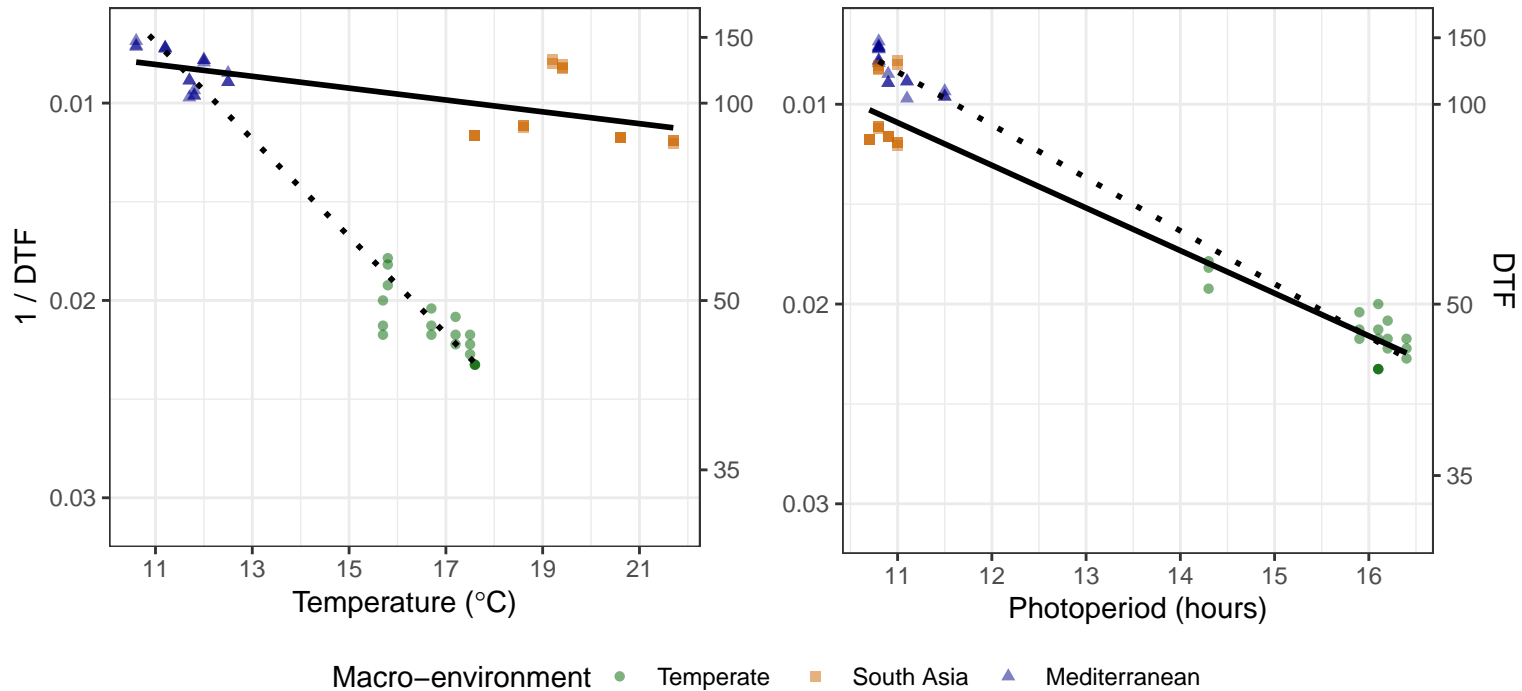 150
100
50
35
0.01
0.02
0.03
1 / DTF
11 13 15 17 19 21
Temperature (°C)
0.01
0.02
0.03
150
100
50
35
DTF
11 12 13 14 15 16
Photoperiod (hours)
Macro−environment Temperate South Asia Mediterranean